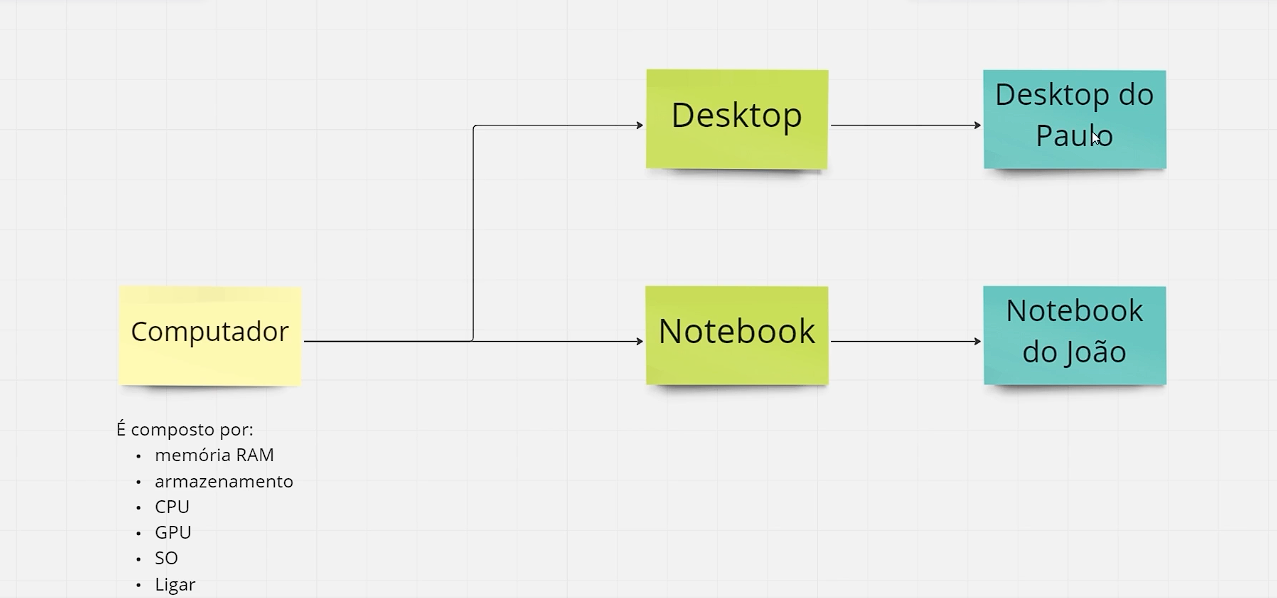 Desktop
Desktop do
Paulo
Computador
Notebook
Notebook
do João
É composto por:
• memória RAM
• armazenamento
• CPU
• GPU
• SO
• Ligar